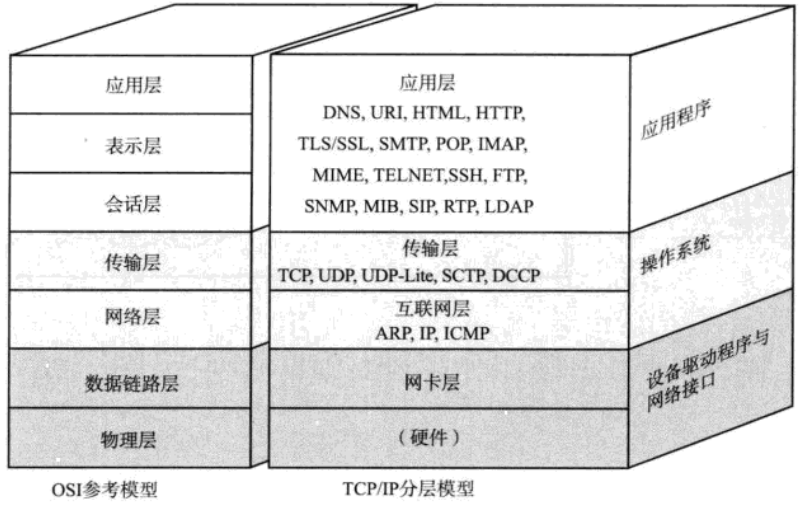 应用层
表示层
会话层
传输层
网络层
数据链路层
物理层
OSI参考模型
应用层
DNS, URI, HTML, HTTP,
TLS/SSL, SMTP, POP, IMAP,
MIME, TELNET,SSH, FTP,
SNMP, MIB, SIP, RTP, LDAP
传输层
TCP, UDP, UDP-Lite, SCTP, DCCP
互联网层
ARP, IP, ICMP
网卡层
（硬件）
TCP/IP分层模型
应用程序
操作系统
设备驱动程序与
网络接口